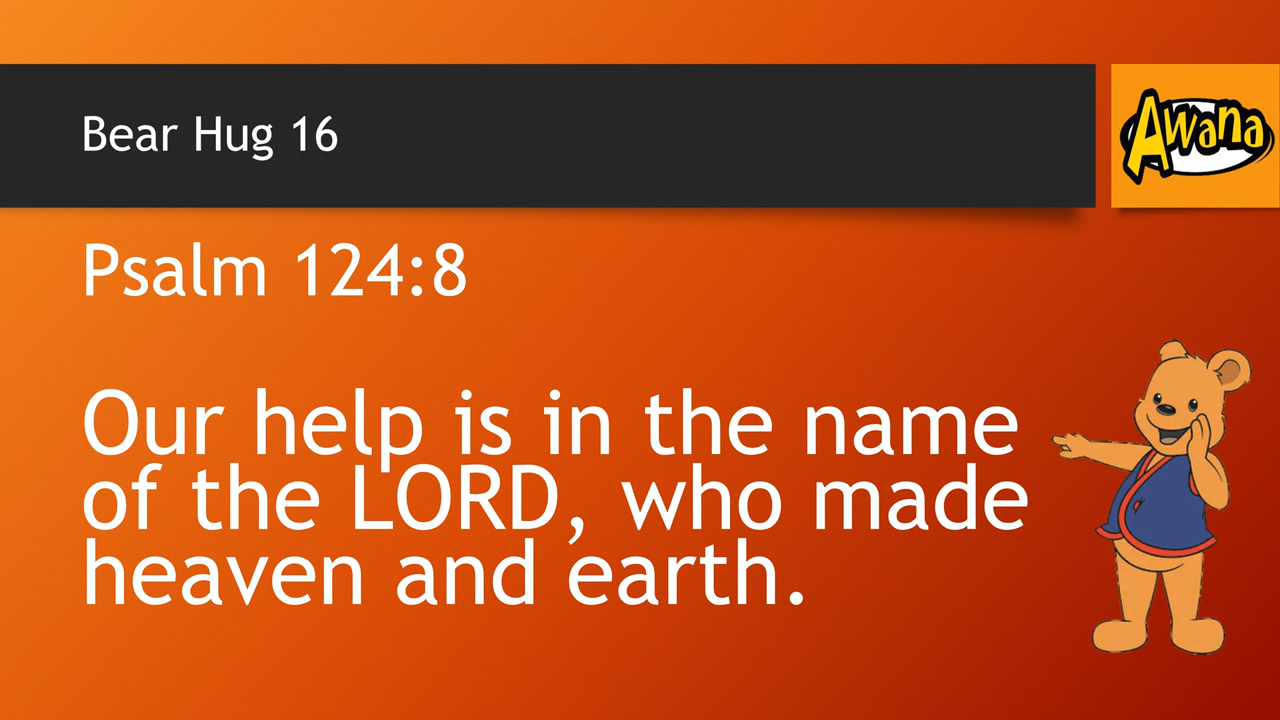 Bear Hug 16
Awana
Psalm 124:8
Our help is in the name
of the LORD, who made
heaven and earth.